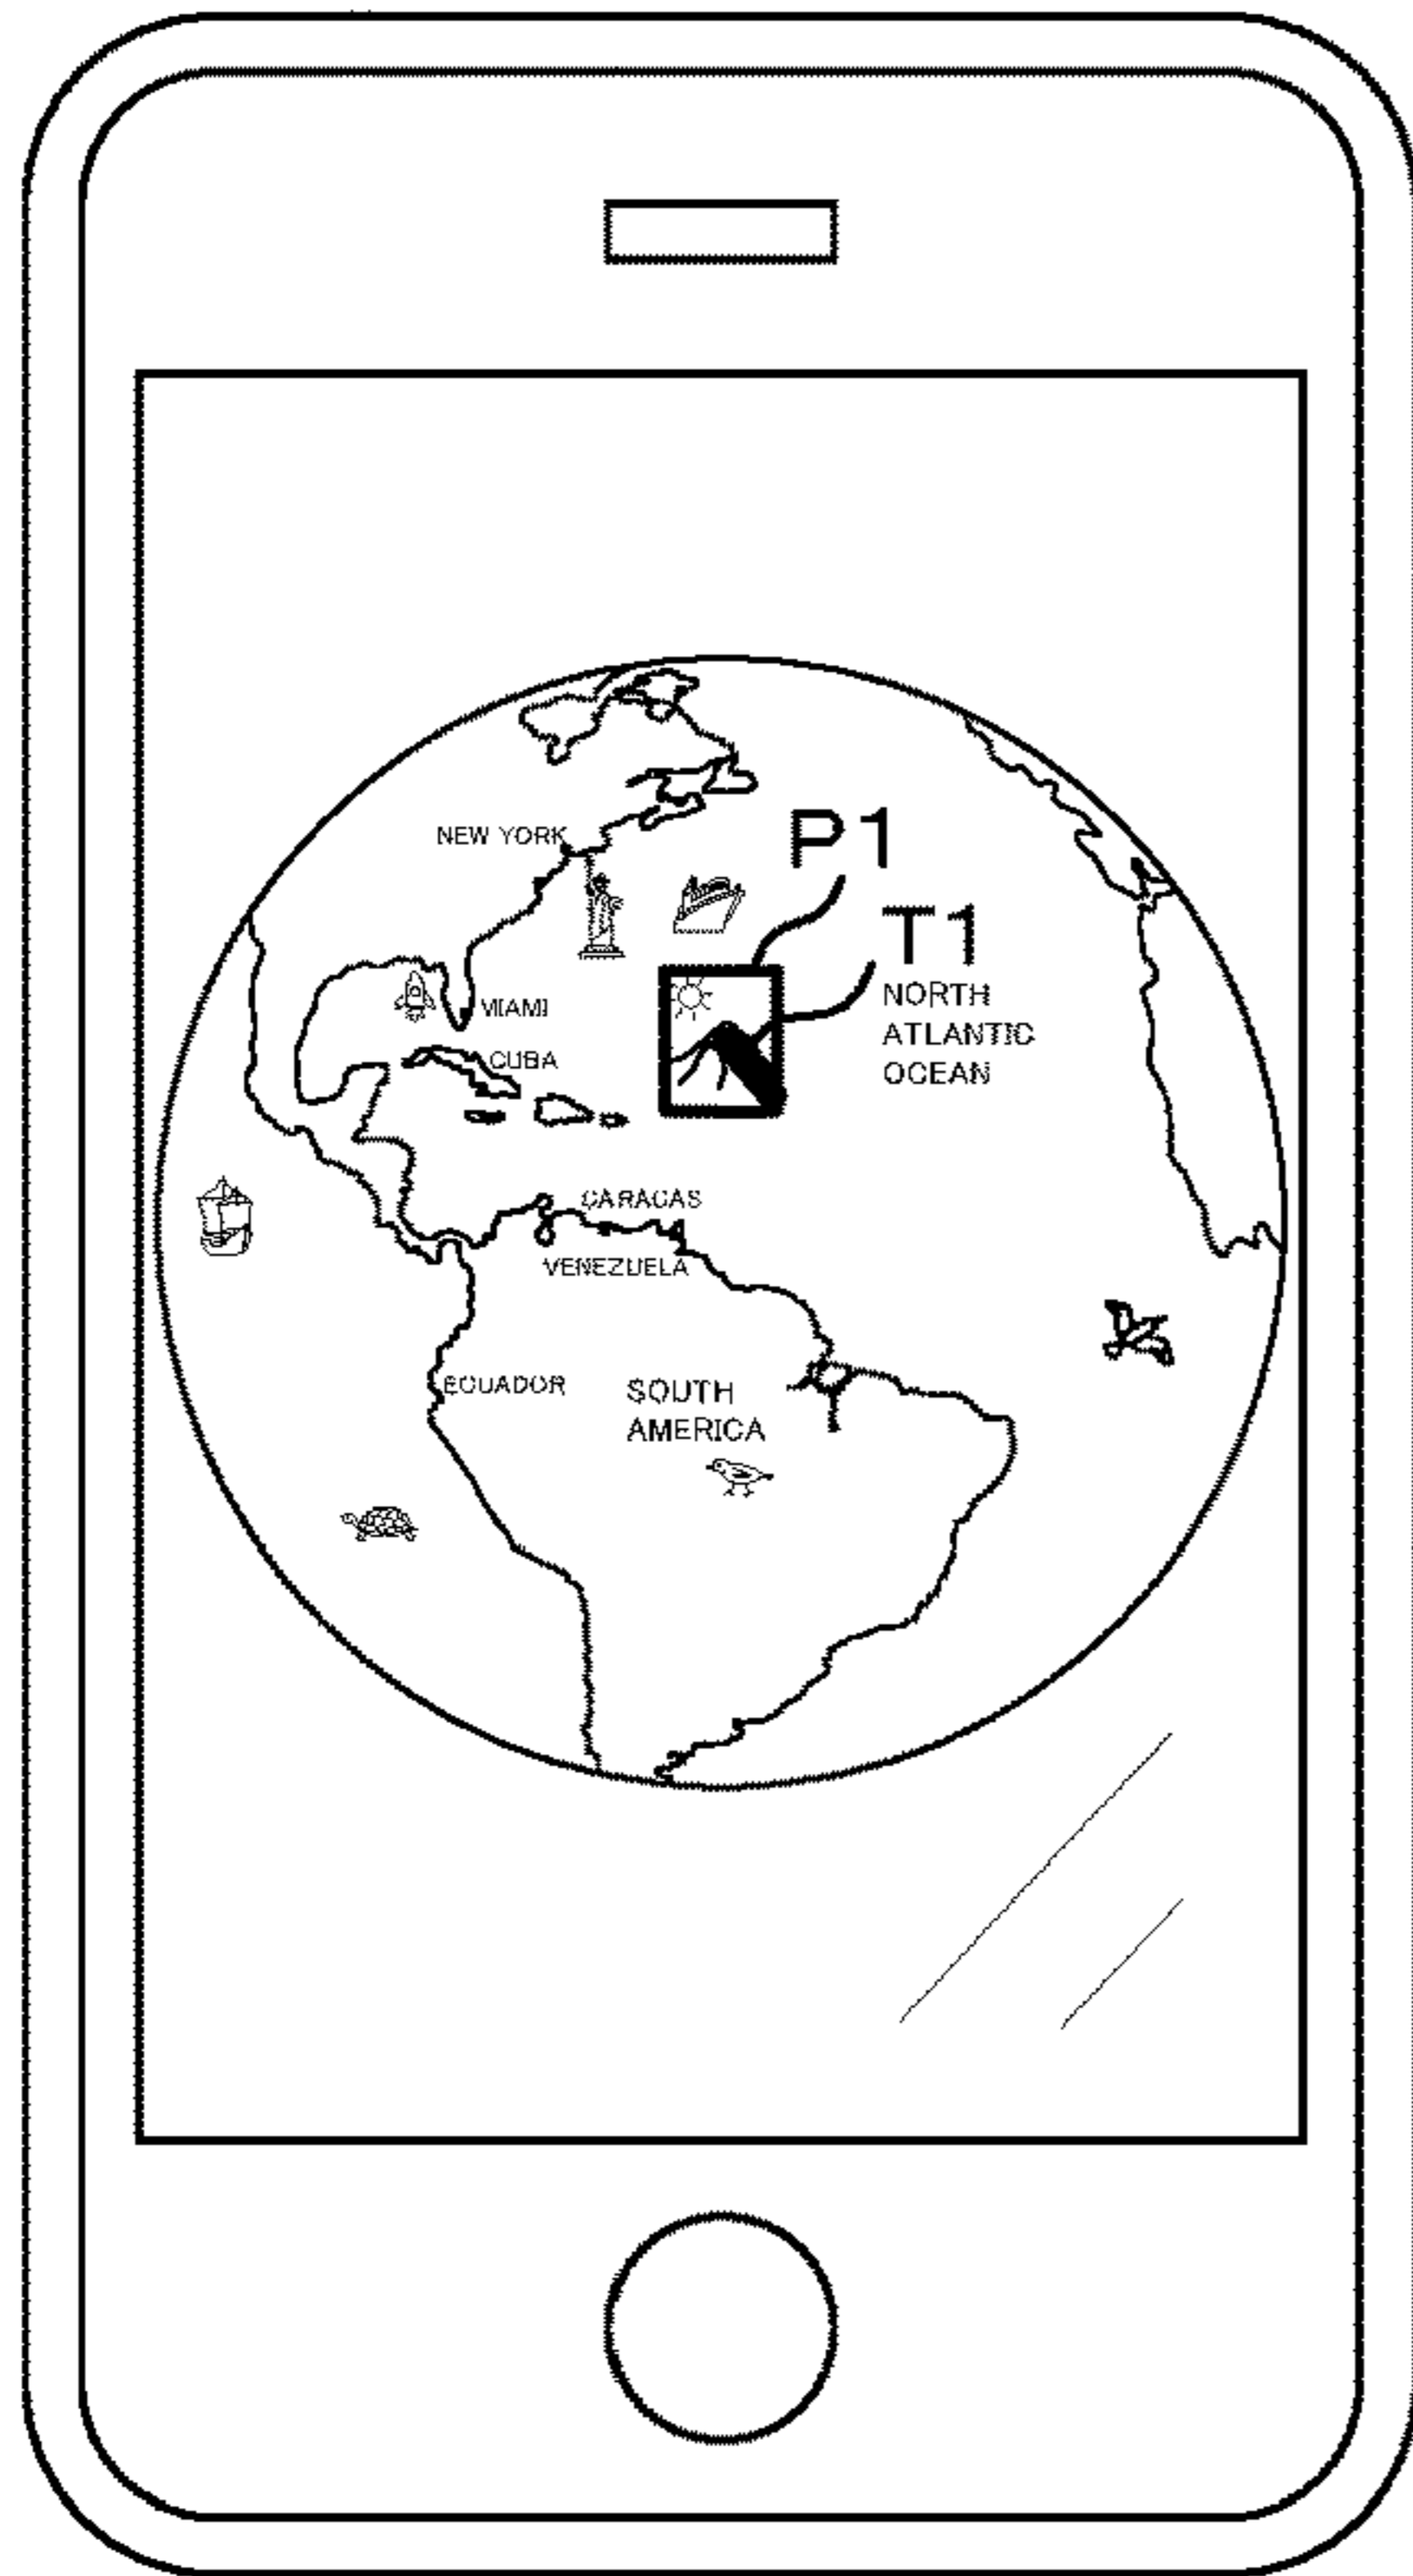 NEW YORK
P1
T1
NORTH
ATLANTIC
OCEAN
MIAMI
CUBA
CARACAS
VENEZUELA
ECUADOR
SOUTH
AMERICA